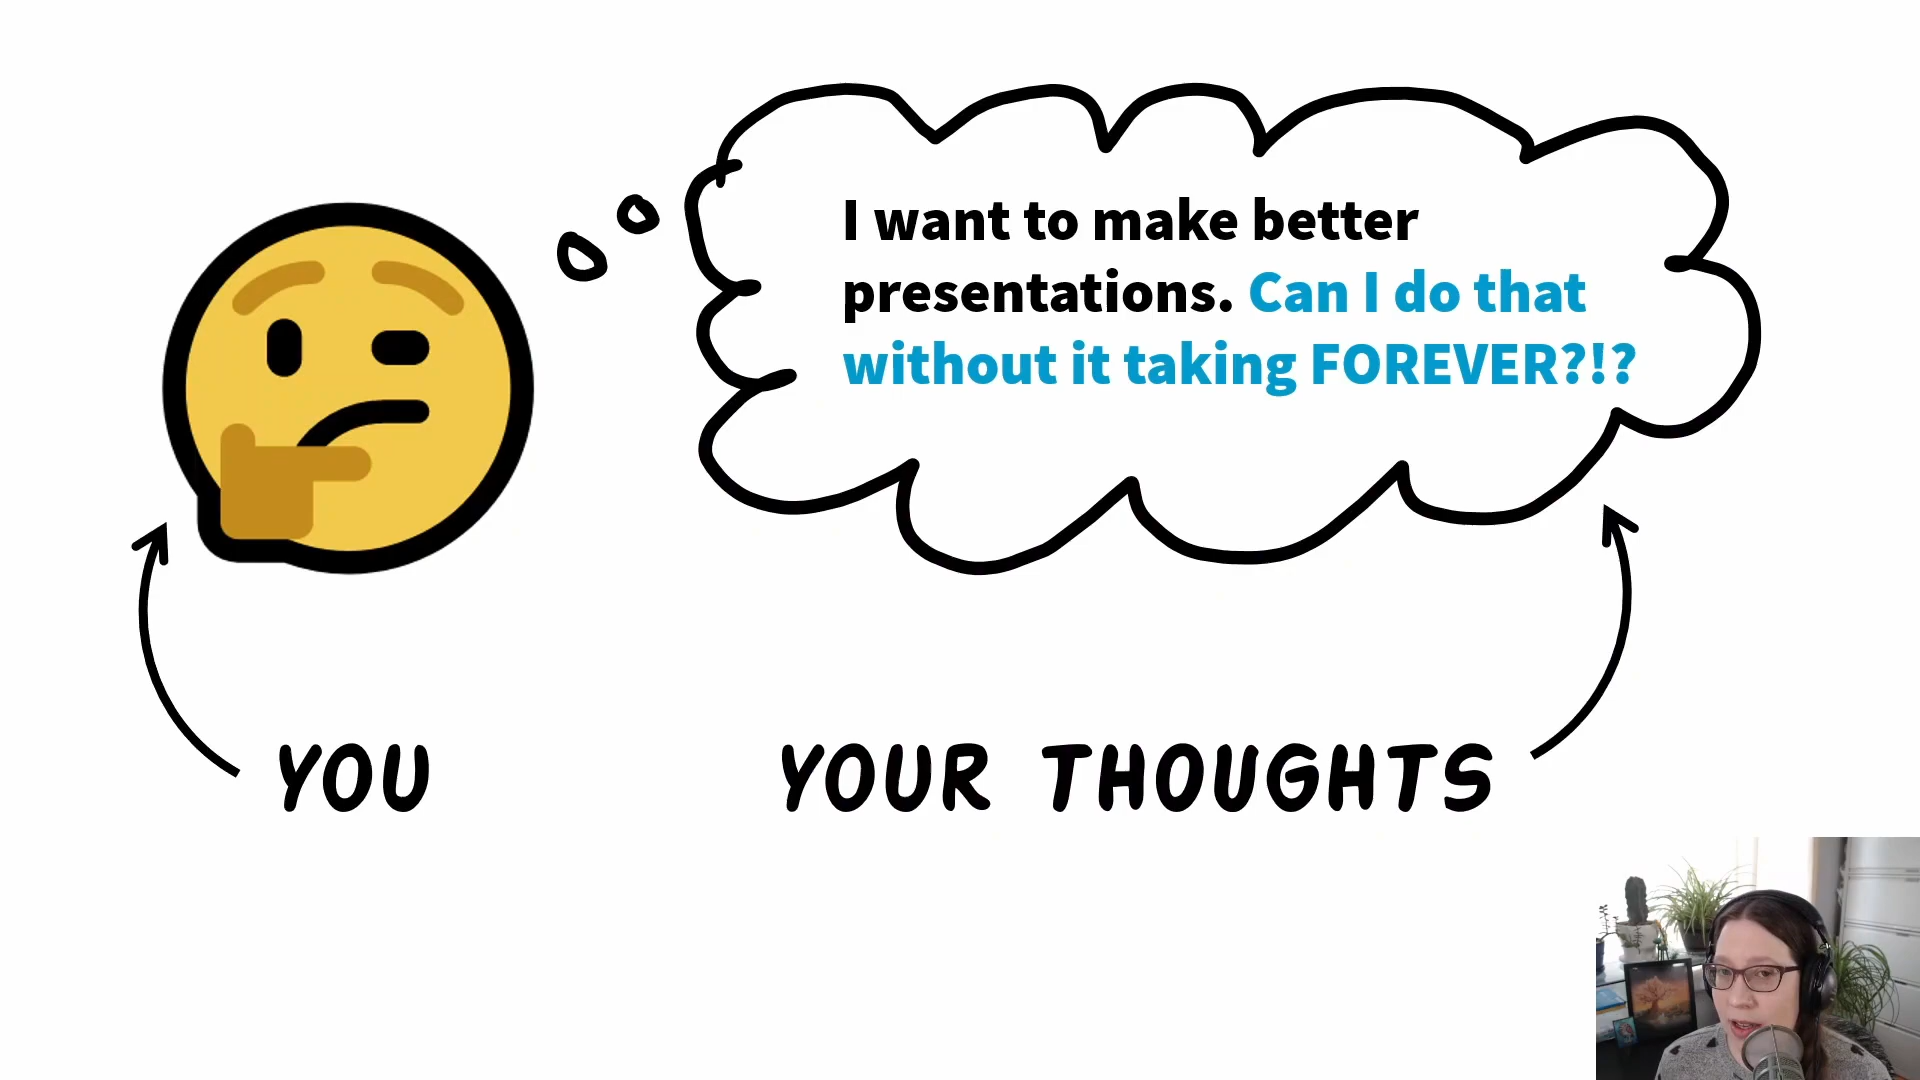 I want to make better
presentations. Can I do that
without it taking FOREVER?!?
YOU
YOUR THOUGHTS